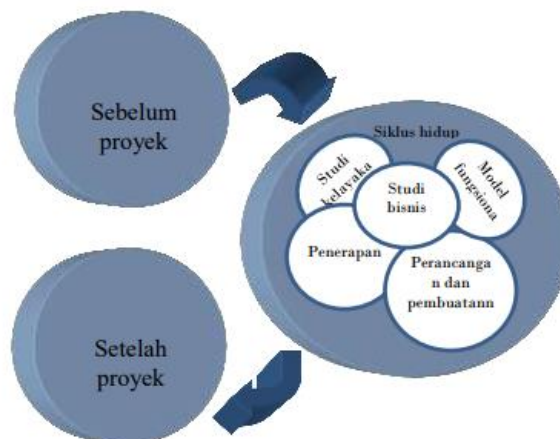 Sebelum
proyek
Siklus hidup
Studi
kelayaka
Studi
bisnis
Model
fungsiona
Penerapan
Perancanga
n dan
pembuatann
Setelah
proyek